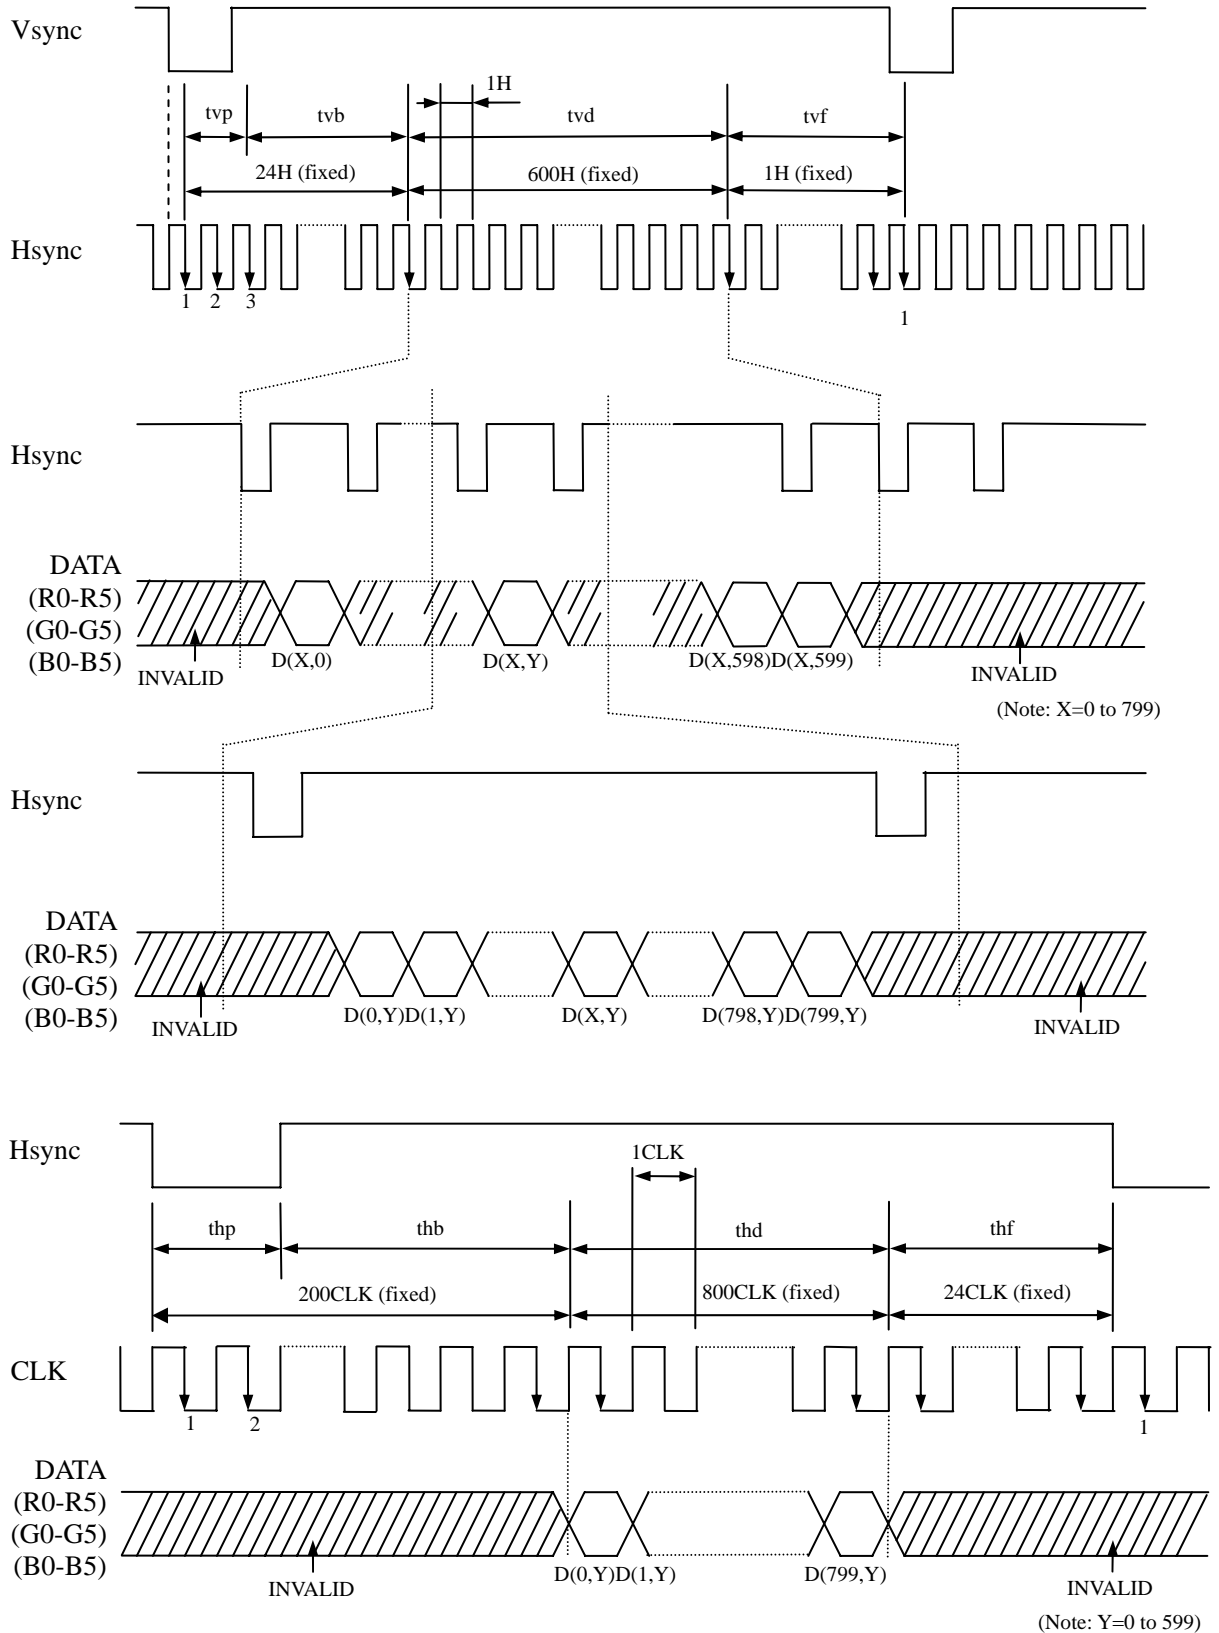 Vsync
1H
tvp
tvb
tvd
tvf
24H (fixed)
600H (fixed)
1H (fixed)
Hsync
1
2
3
1
Hsync
DATA
(R0-R5)
(G0-G5)
(B0-B5)
D(X,0)
D(X,Y)
D(X,598)D(X,599)
INVALID
INVALID
(Note: X=0 to 799)
Hsync
DATA
(R0-R5)
(G0-G5)
(B0-B5)
D(0,Y)D(1,Y)
D(X,Y)
D(798,Y)D(799,Y)
INVALID
INVALID
Hsync
1CLK
thp
thb
thd
thf
200CLK (fixed)
800CLK (fixed)
24CLK (fixed)
CLK
1
2
1
DATA
(R0-R5)
(G0-G5)
(B0-B5)
D(0,Y)D(1,Y)
D(799,Y)
INVALID
INVALID
(Note: Y=0 to 599)